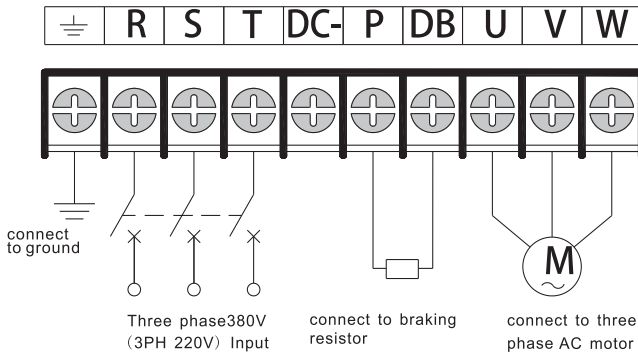 R S T DC- P DB U V W
connect
to ground
M
Three phase380V
（3PH 220V）Input
connect to braking
resistor
connect to three
phase AC motor